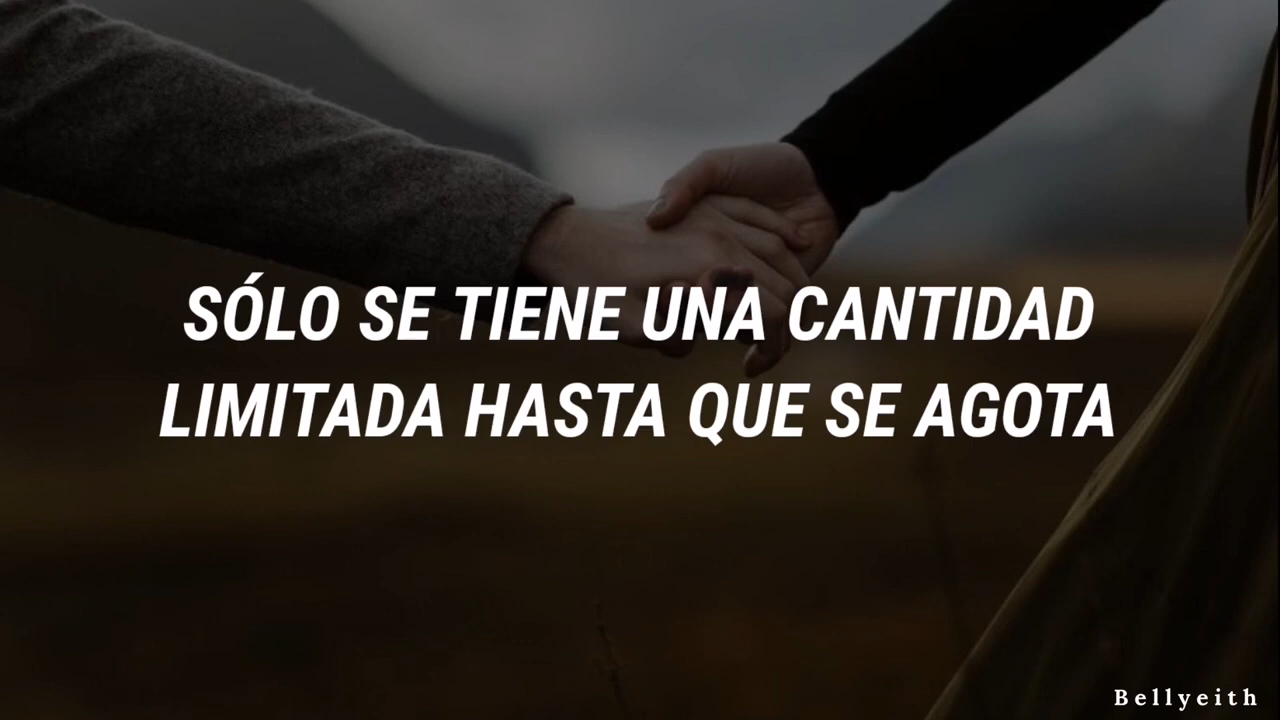 SÓLO SE TIENE UNA CANTIDAD
LIMITADA HASTA QUE SE AGOTA
Bellyeith